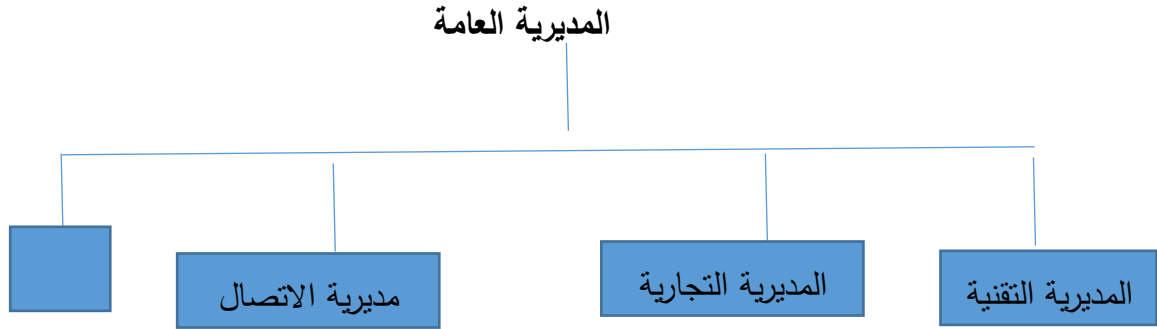 المديرية العامة
المديرية التقنية
المديرية التجارية
مديرية الاتصال